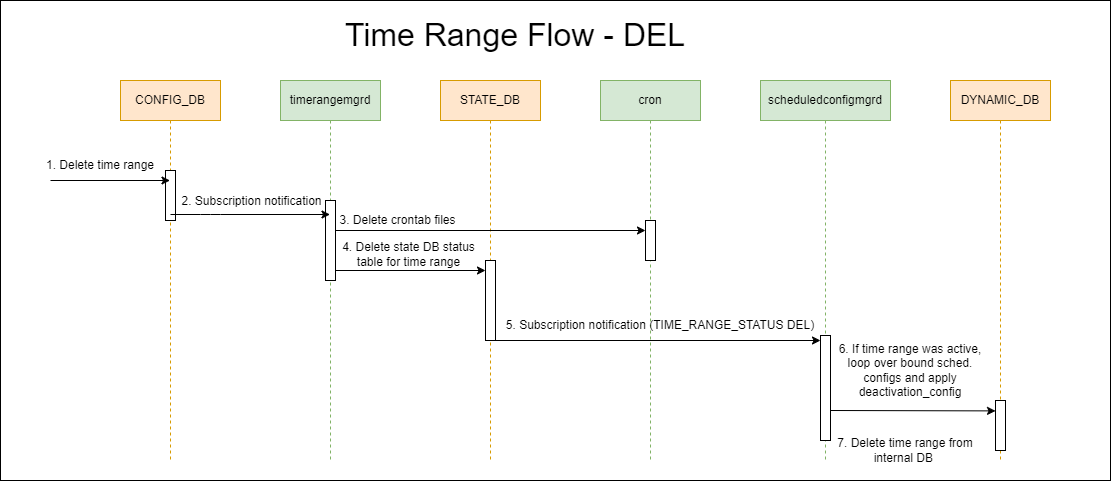 Time Range Flow - DEL
CONFIG_DB
timerangemgrd
STATE_DB
cron
scheduledconfigmgrd
DYNAMIC_DB
1. Delete time range
2. Subscription notification
3. Delete crontab files
4. Delete state DB status
table for time range
5. Subscription notification (TIME_RANGE_STATUS DEL)
6. If time range was active,
loop over bound sched.
configs and apply
deactivation_config
7. Delete time range from
internal DB